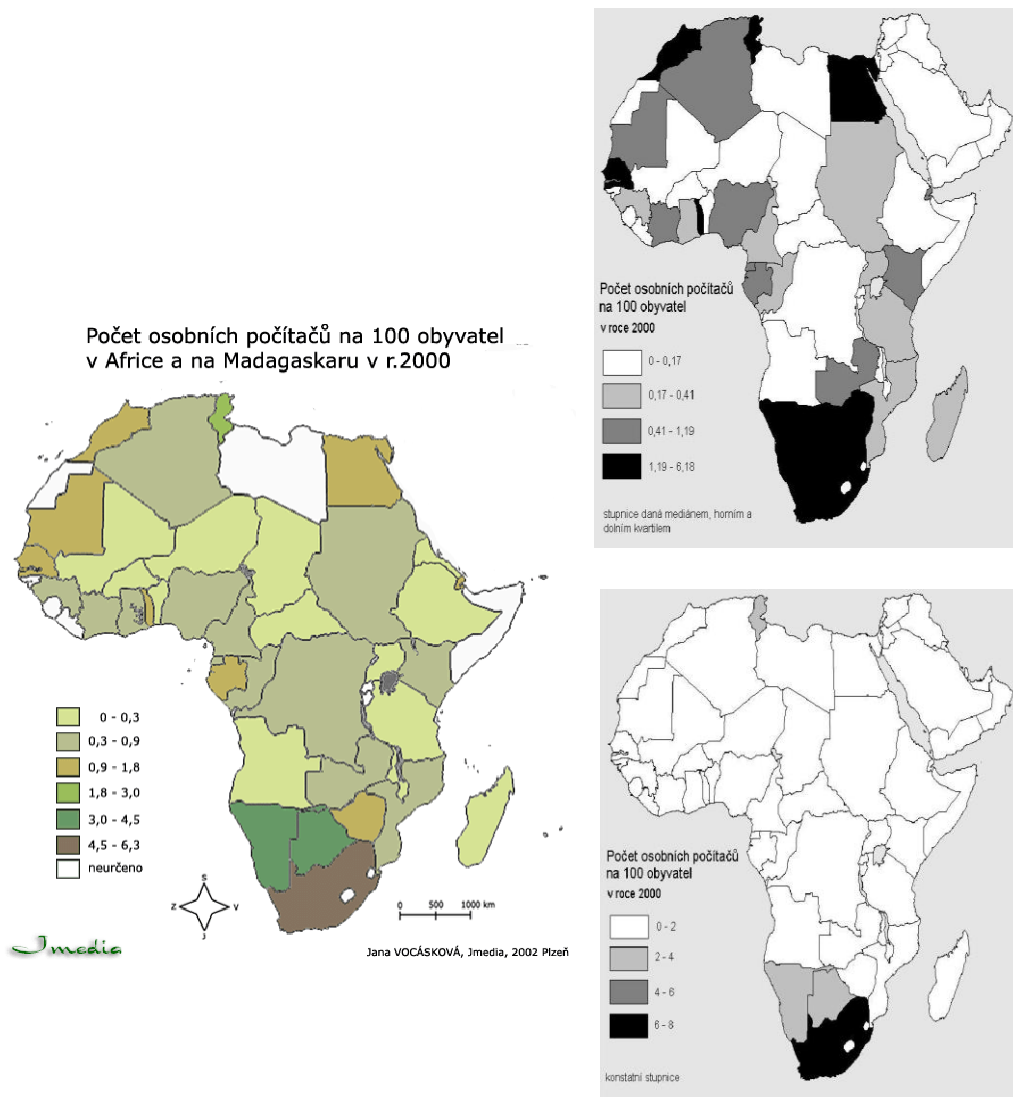 Počet osobních počítačů na 100 obyvatel
v Africe a na Madagaskaru v r.2000
0 - 0,3
0,3 - 0,9
0,9 - 1,8
1,8 - 3,0
3,0 - 4,5
4,5 - 6,3
neurčeno
S
Z
V
J
0 500 1000 km
Jmedia
Jana VOCÁSKOVÁ, Jmedia, 2002 Plzeň
Počet osobních počítačů
na 100 obyvatel
v roce 2000
0 - 0,17
0,17 - 0,41
0,41 - 1,19
1,19 - 6,18
stupnice daná mediánem, horním a
dolním kvartilem
Počet osobních počítačů
na 100 obyvatel
v roce 2000
0 - 2
2 - 4
4 - 6
6 - 8
konstatní stupnice